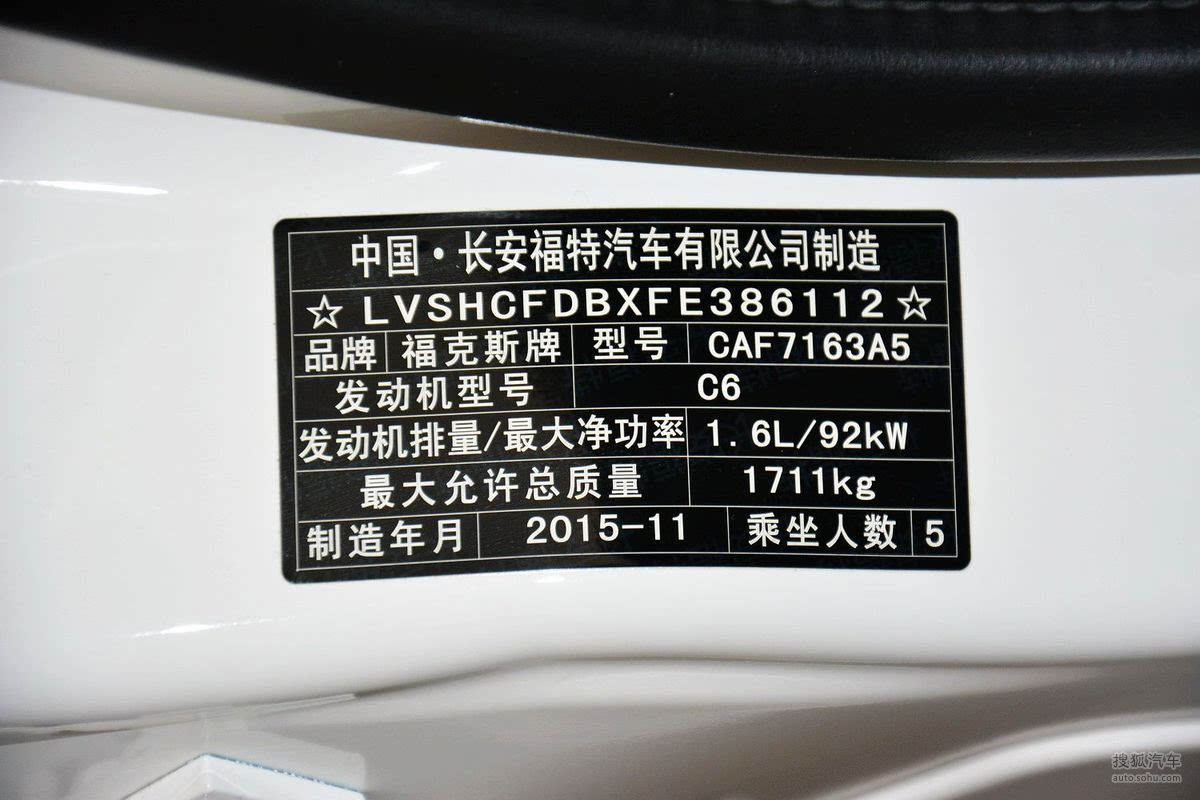 中国·长安福特汽车有限公司制造
☆LVSHCFDBXFE386112☆
品牌 福克斯牌 型号 CAF7163A5
发动机型号 C6
发动机排量/最大净功率 1.6L/92kW
最大允许总质量 1711kg
制造年月 2015-11 乘坐人数 5
搜狐汽车
auto.sohu.com